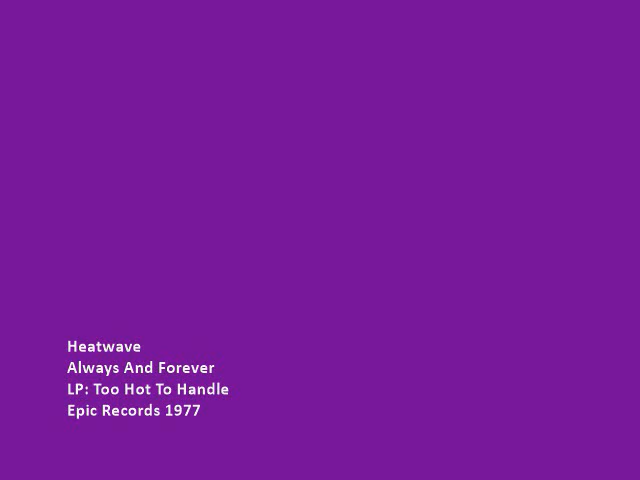 Heatwave
Always And Forever
LP: Too Hot To Handle
Epic Records 1977